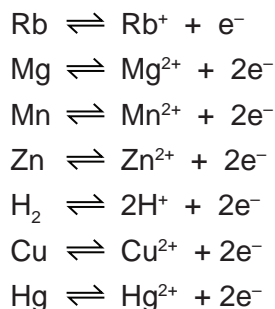 Rb ⇌ Rb⁺ + e⁻
Mg ⇌ Mg²⁺ + 2e⁻
Mn ⇌ Mn²⁺ + 2e⁻
Zn ⇌ Zn²⁺ + 2e⁻
H₂ ⇌ 2H⁺ + 2e⁻
Cu ⇌ Cu²⁺ + 2e⁻
Hg ⇌ Hg²⁺ + 2e⁻